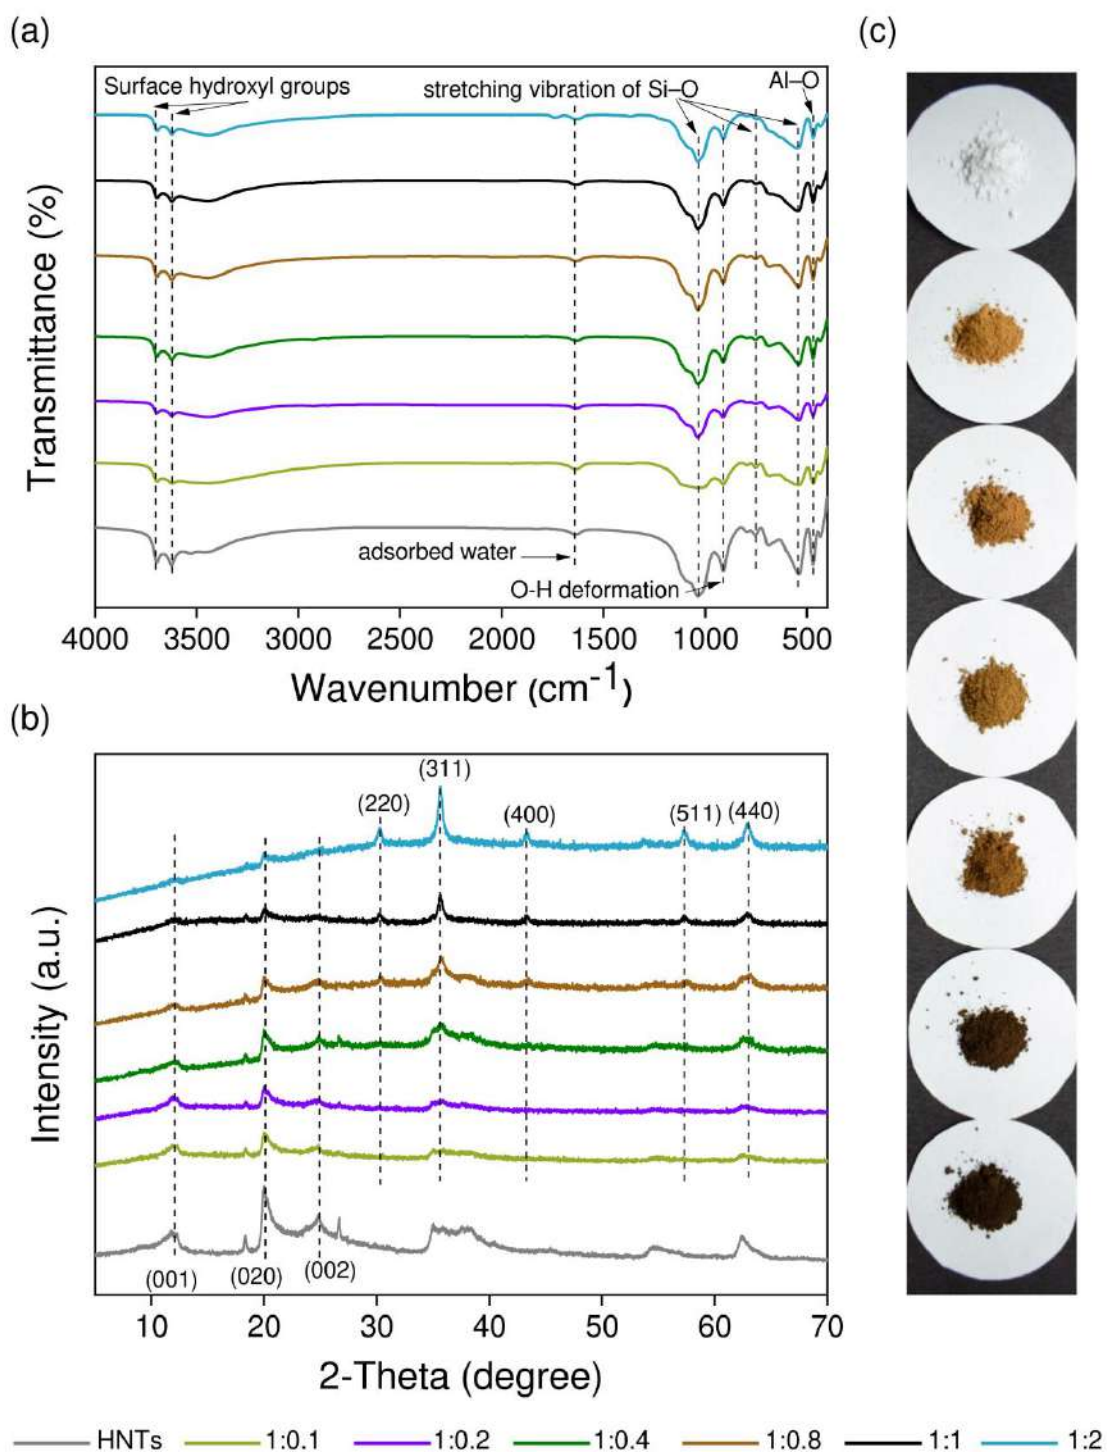 (a)
(c)
Surface hydroxyl groups
stretching vibration of Si–O
Al–O
Transmittance (%)
adsorbed water
O-H deformation
4000 3500 3000 2500 2000 1500 1000 500
Wavenumber (cm-1)
(b)
(311)
(220)
(400)
(511) (440)
Intensity (a.u.)
(001)
(020)
(002)
10 20 30 40 50 60 70
2-Theta (degree)
HNTs 1:0.1 1:0.2 1:0.4 1:0.8 1:1 1:2